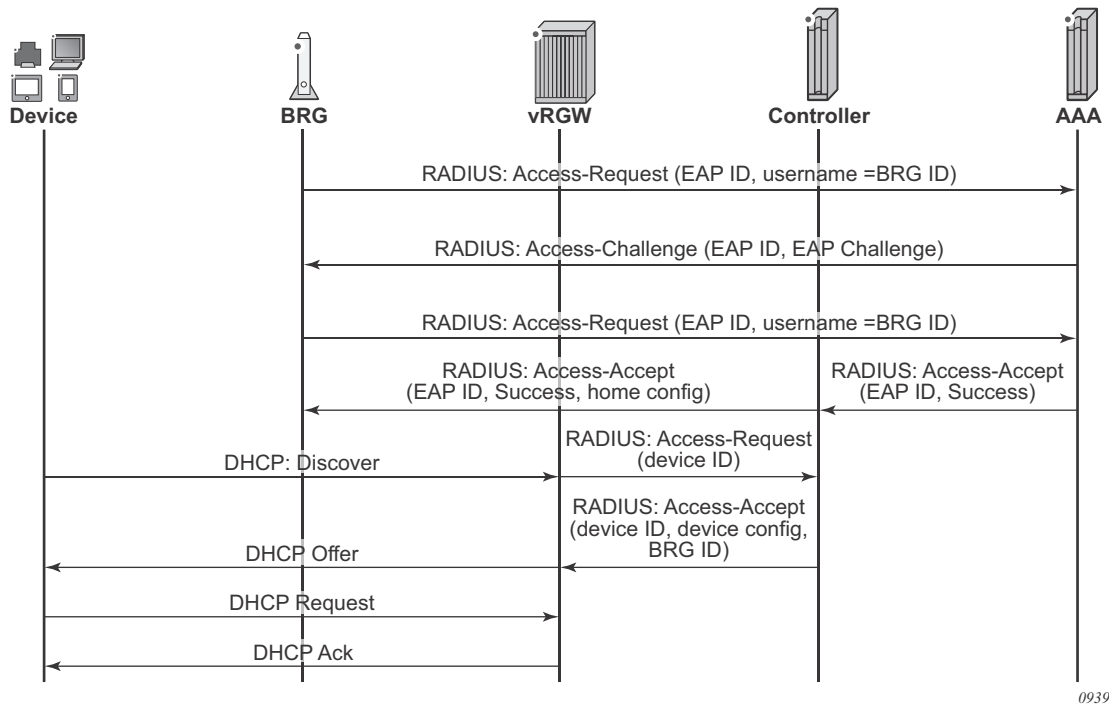 Device
BRG
vRGW
Controller
AAA
RADIUS: Access-Request (EAP ID, username =BRG ID)
RADIUS: Access-Challenge (EAP ID, EAP Challenge)
RADIUS: Access-Request (EAP ID, username =BRG ID)
RADIUS: Access-Accept
(EAP ID, Success, home config)
RADIUS: Access-Accept
(EAP ID, Success)
DHCP: Discover
RADIUS: Access-Request
(device ID)
RADIUS: Access-Accept
(device ID, device config,
BRG ID)
DHCP Offer
DHCP Request
DHCP Ack
0939